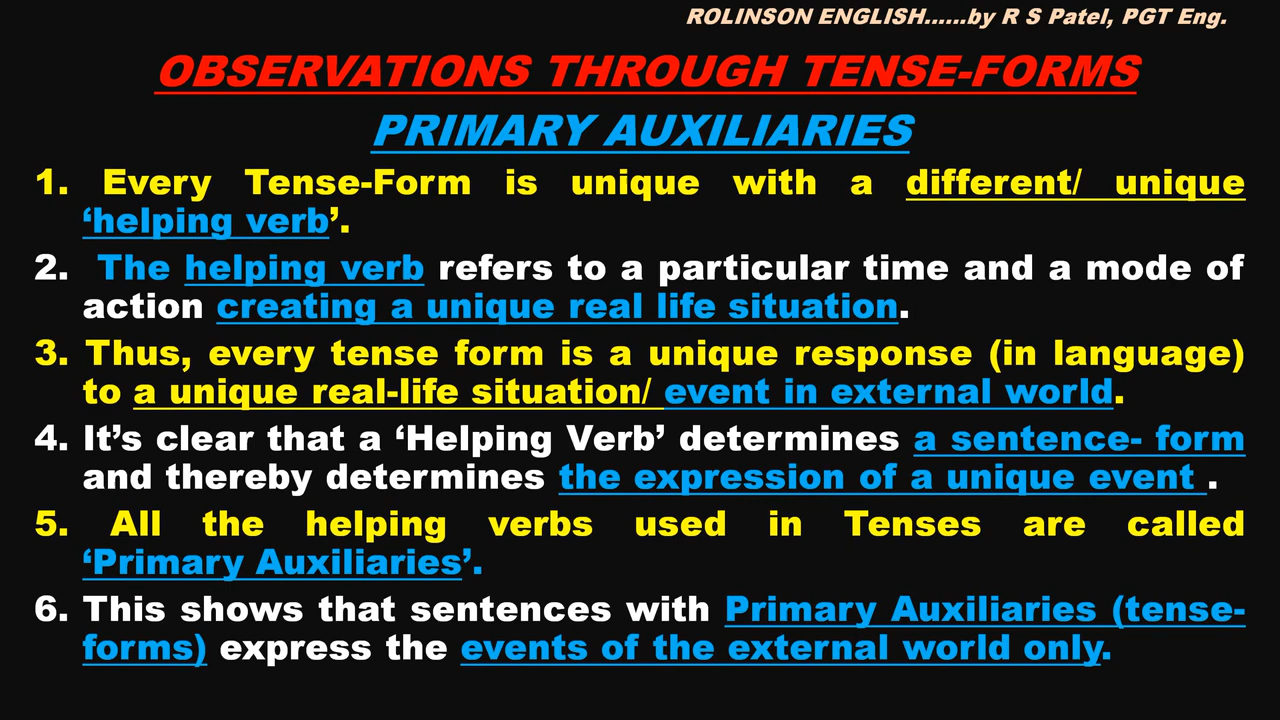 ROLINSON ENGLISH......by R S Patel, PGT Eng.
OBSERVATIONS THROUGH TENSE-FORMS
PRIMARY AUXILIARIES
1. Every Tense-Form is unique with a different/ unique
‘helping verb’.
2. The helping verb refers to a particular time and a mode of
action creating a unique real life situation.
3. Thus, every tense form is a unique response (in language)
to a unique real-life situation/ event in external world.
4. It’s clear that a ‘Helping Verb’ determines a sentence- form
and thereby determines the expression of a unique event .
5. All the helping verbs used in Tenses are called
‘Primary Auxiliaries’.
6. This shows that sentences with Primary Auxiliaries (tense-
forms) express the events of the external world only.